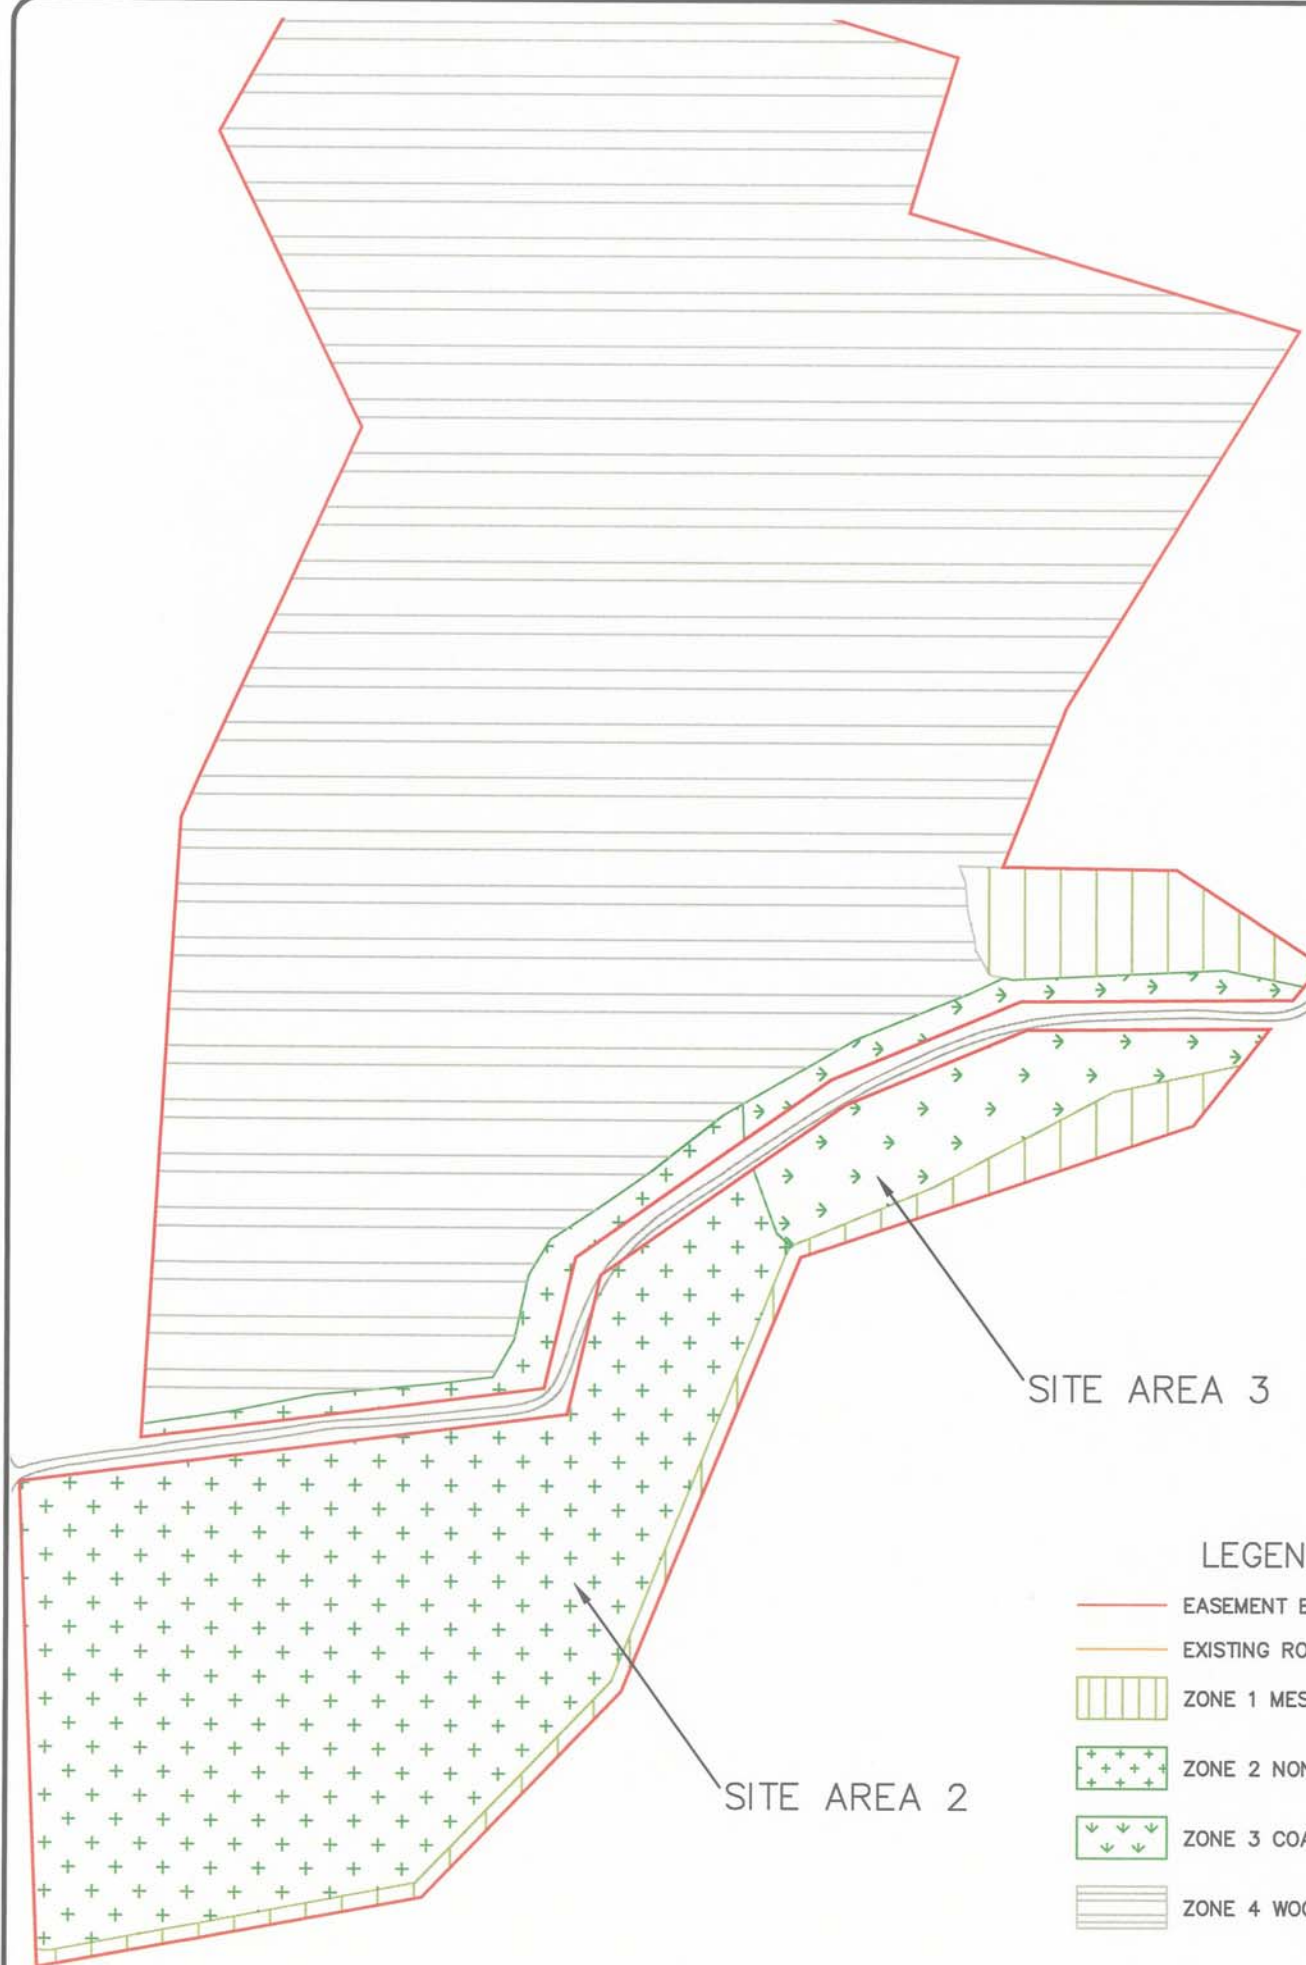 SITE AREA 3
SITE AREA 2
LEGEN
EASEMENT B
EXISTING RO
ZONE 1 MES
ZONE 2 NON
ZONE 3 COA
ZONE 4 WOO